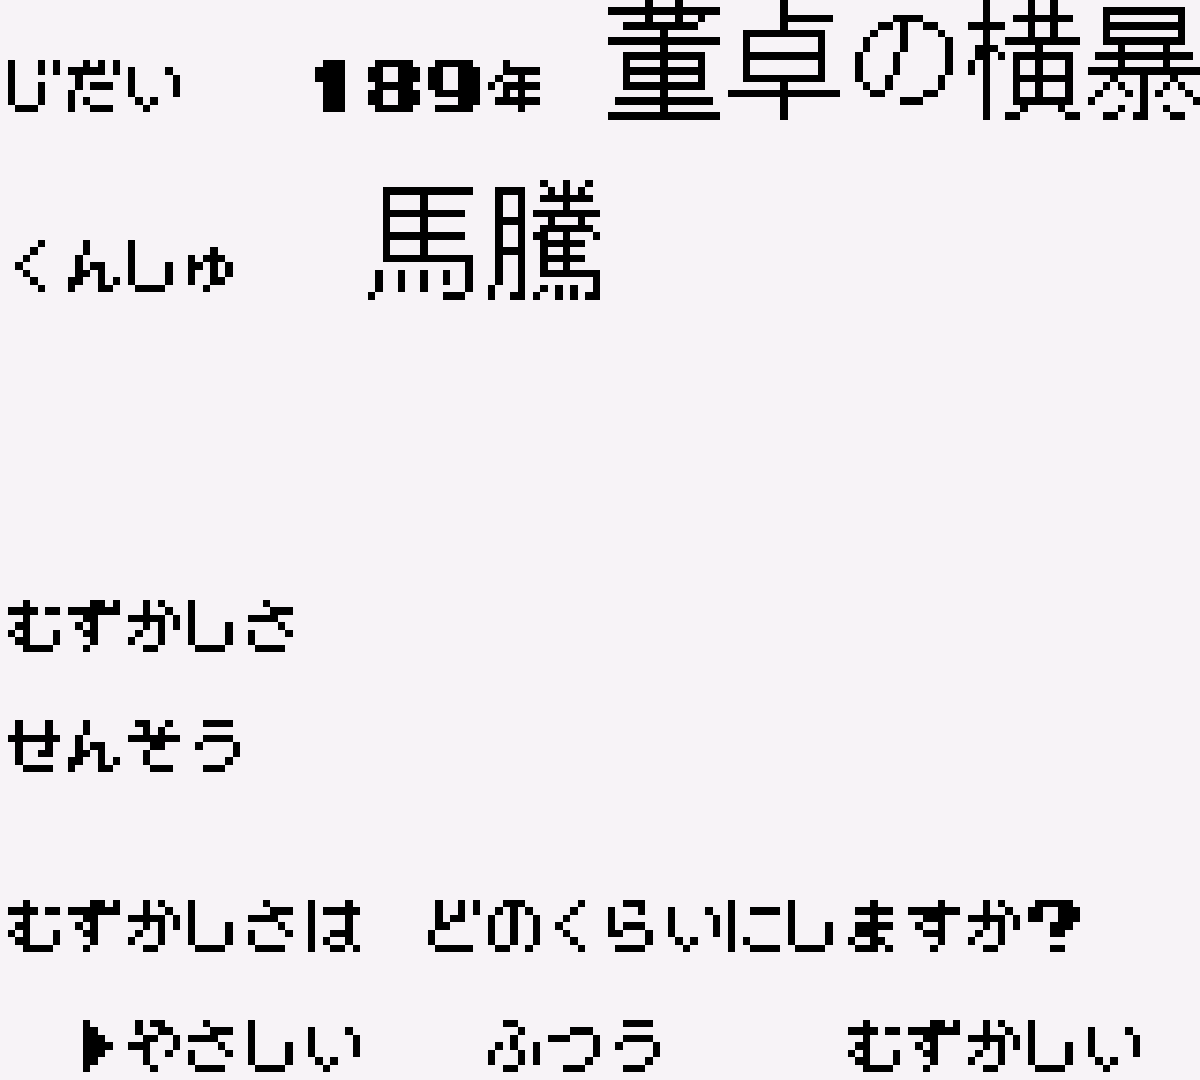 じだい 189年 董卓の横暴
くんしゅ 馬騰
むずかしさ
せんそう
むずかしさは どのくらいにしますか?
▶やさしい ふつう むずかしい